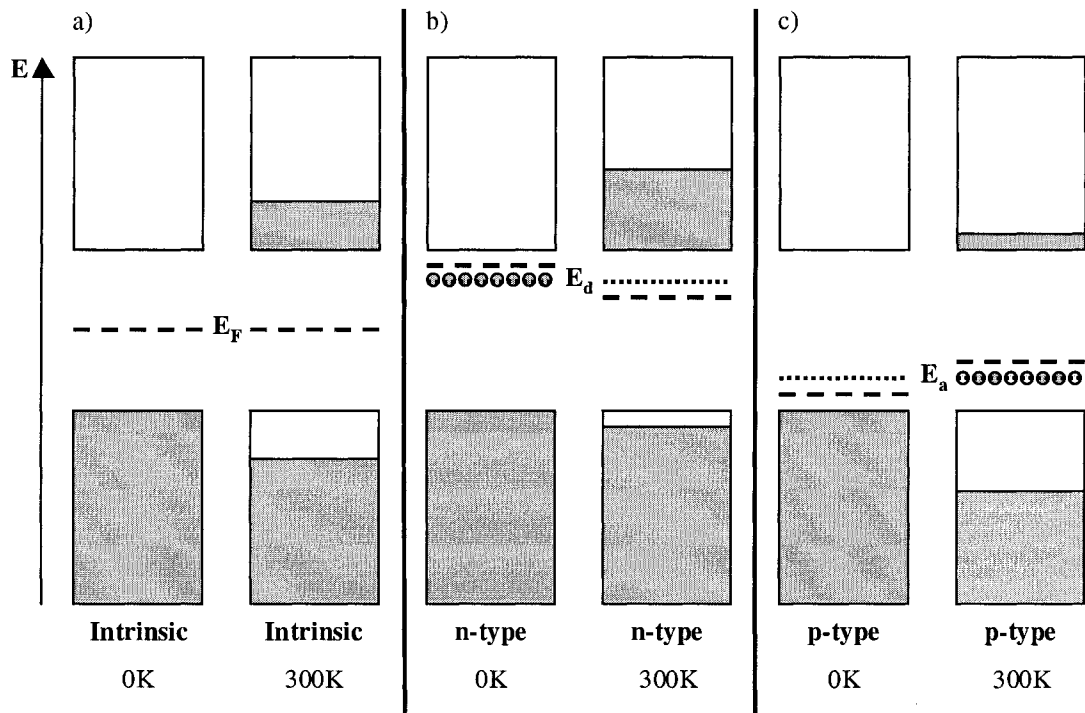 a)
b)
c)
E
E_d
E_F
E_a
Intrinsic Intrinsic n-type n-type p-type p-type
0K 300K 0K 300K 0K 300K